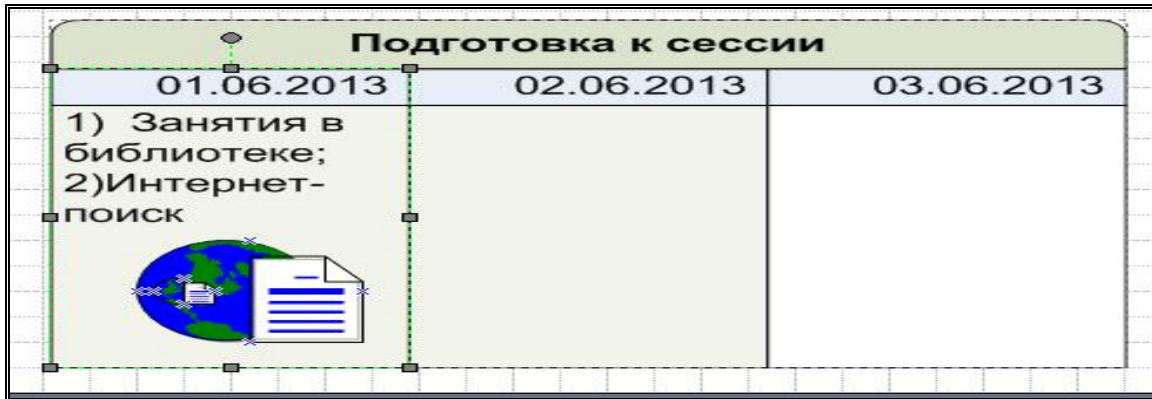 Подготовка к сессии
01.06.2013 02.06.2013 03.06.2013
1) Занятия в
библиотеке;
2)Интернет-
поиск